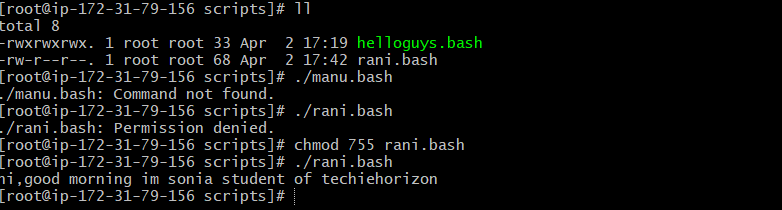 [root@ip-172-31-79-156 scripts]# ll
total 8
-rwxrwxrwx. 1 root root 33 Apr  2 17:19 helloguys.bash
-rw-r--r--. 1 root root 68 Apr  2 17:42 rani.bash
[root@ip-172-31-79-156 scripts]# ./manu.bash
./manu.bash: Command not found.
[root@ip-172-31-79-156 scripts]# ./rani.bash
./rani.bash: Permission denied.
[root@ip-172-31-79-156 scripts]# chmod 755 rani.bash
[root@ip-172-31-79-156 scripts]# ./rani.bash
hi,good morning im sonia student of techiehorizon
[root@ip-172-31-79-156 scripts]#